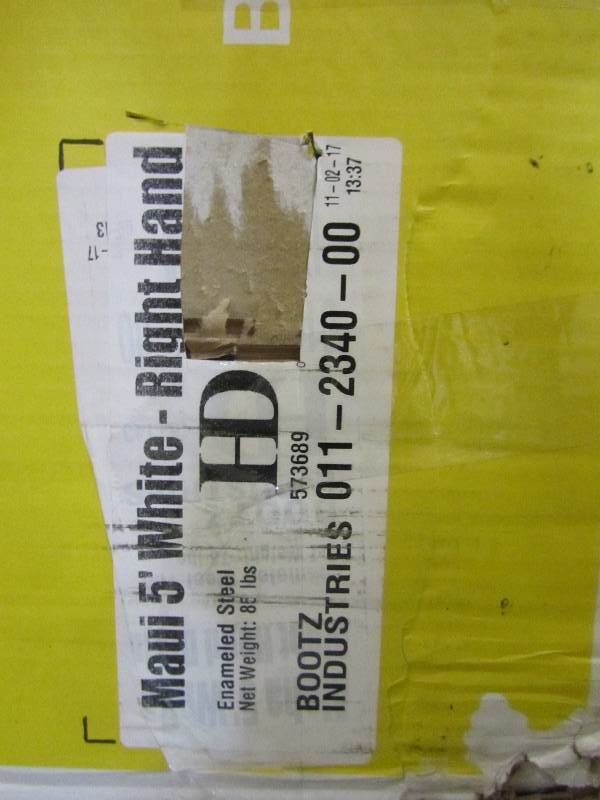 Maui 5' White - Right Hand
Enameled Steel
Net Weight: lbs
HD
573689
BOOTZ
INDUSTRIES 011-2340-00
11-02-17
13:37
-17
B